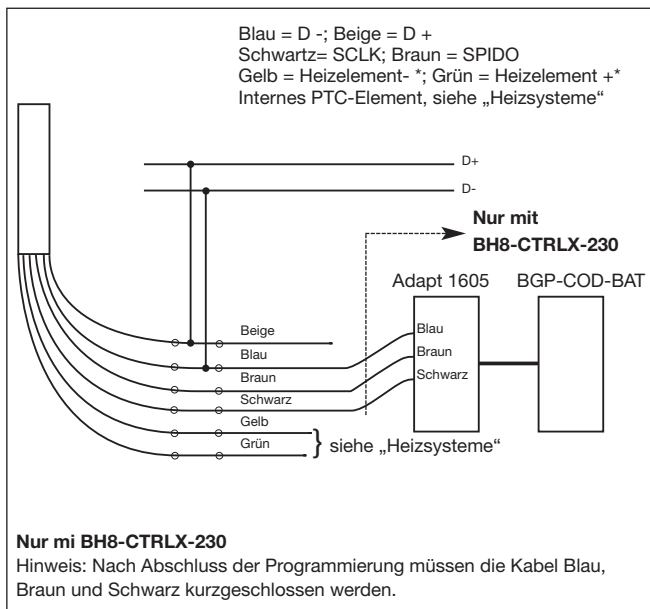 Blau = D -; Beige = D +
Schwartz= SCLK; Braun = SPIDO
Gelb = Heizelement- *; Grün = Heizelement +*
Internes PTC-Element, siehe „Heizsysteme“
D+
D-
Nur mit
BH8-CTRLX-230
Adapt 1605
BGP-COD-BAT
Beige
Blau
Braun
Schwarz
Gelb
Grün
Blau
Braun
Schwarz
} siehe „Heizsysteme“
Nur mi BH8-CTRLX-230
Hinweis: Nach Abschluss der Programmierung müssen die Kabel Blau,
Braun und Schwarz kurzgeschlossen werden.